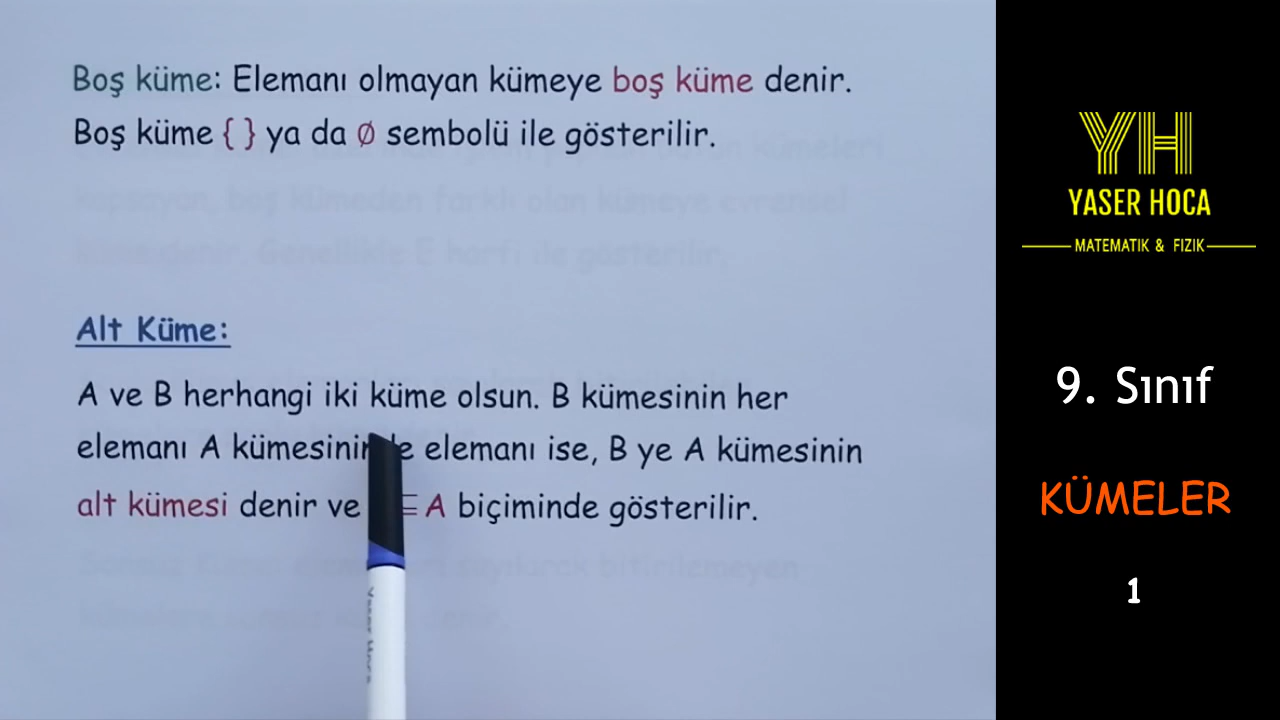 Boş küme: Elemanı olmayan kümeye boş küme denir.
Boş küme { } ya da ∅ sembolü ile gösterilir.
Alt Küme:
A ve B herhangi iki küme olsun. B kümesinin her
elemanı A kümesinin elemanı ise, B ye A kümesinin
alt kümesi denir ve A biçiminde gösterilir.
Yaser Hoca
YH
YASER HOCA
MATEMATIK & FIZIK
9. Sınıf
KÜMELER
1